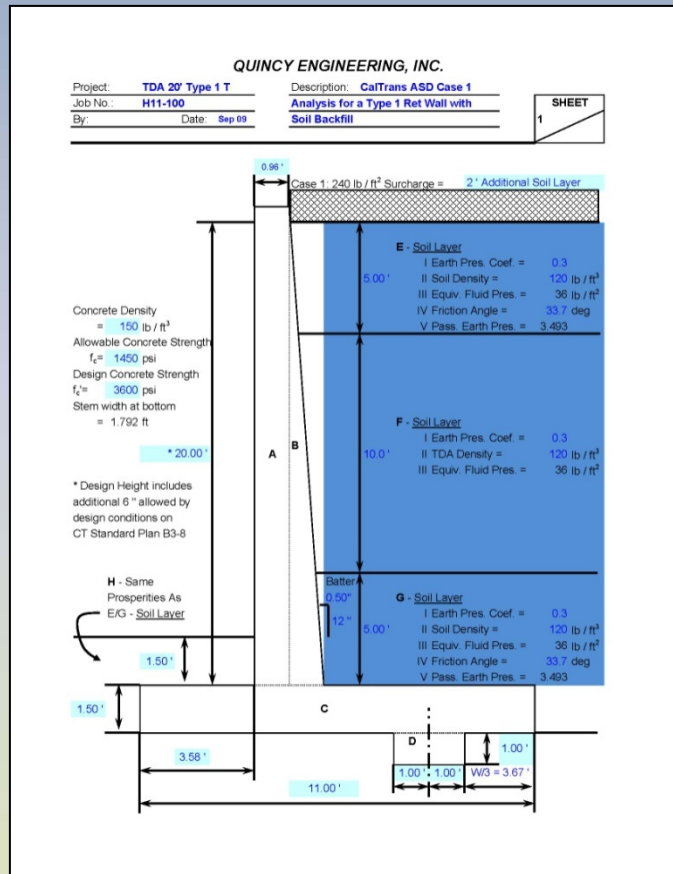 QUINCY ENGINEERING, INC.
Project: TDA 20' Type 1 T Description: CalTrans ASD Case 1
Job No.: H11-100 Analysis for a Type 1 Ret Wall with
By: Date: Sep 09 Soil Backfill
SHEET
1
0.96 '
Case 1: 240 lb / ft² Surcharge = 2 ' Additional Soil Layer
E - Soil Layer
I Earth Pres. Coef. = 0.3
5.00 ' II Soil Density = 120 lb / ft³
III Equiv. Fluid Pres. = 36 lb / ft²
IV Friction Angle = 33.7 deg
V Pass. Earth Pres = 3.493
Concrete Density
= 150 lb / ft³
Allowable Concrete Strength
fc= 1450 psi
Design Concrete Strength
fc'= 3600 psi
Stem width at bottom
= 1.792 ft
F - Soil Layer
I Earth Pres. Coef. = 0.3
* 20.00 ' A B 10.0 ' II TDA Density = 120 lb / ft³
III Equiv. Fluid Pres. = 36 lb / ft²
* Design Height includes
additional 6 " allowed by
design conditions on
CT Standard Plan B3-8
H - Same
Prosperities As
E/G - Soil Layer
Batter
0.50"
12 "
G - Soil Layer
I Earth Pres. Coef. = 0.3
5.00 ' II Soil Density = 120 lb / ft³
III Equiv. Fluid Pres. = 36 lb / ft²
IV Friction Angle = 33.7 deg
V Pass. Earth Pres = 3.493
1.50 '
1.50 ' C
D
1.00 '
3.58 ' 1.00 ' 1.00 ' W/3 = 3.67 '
11.00 '